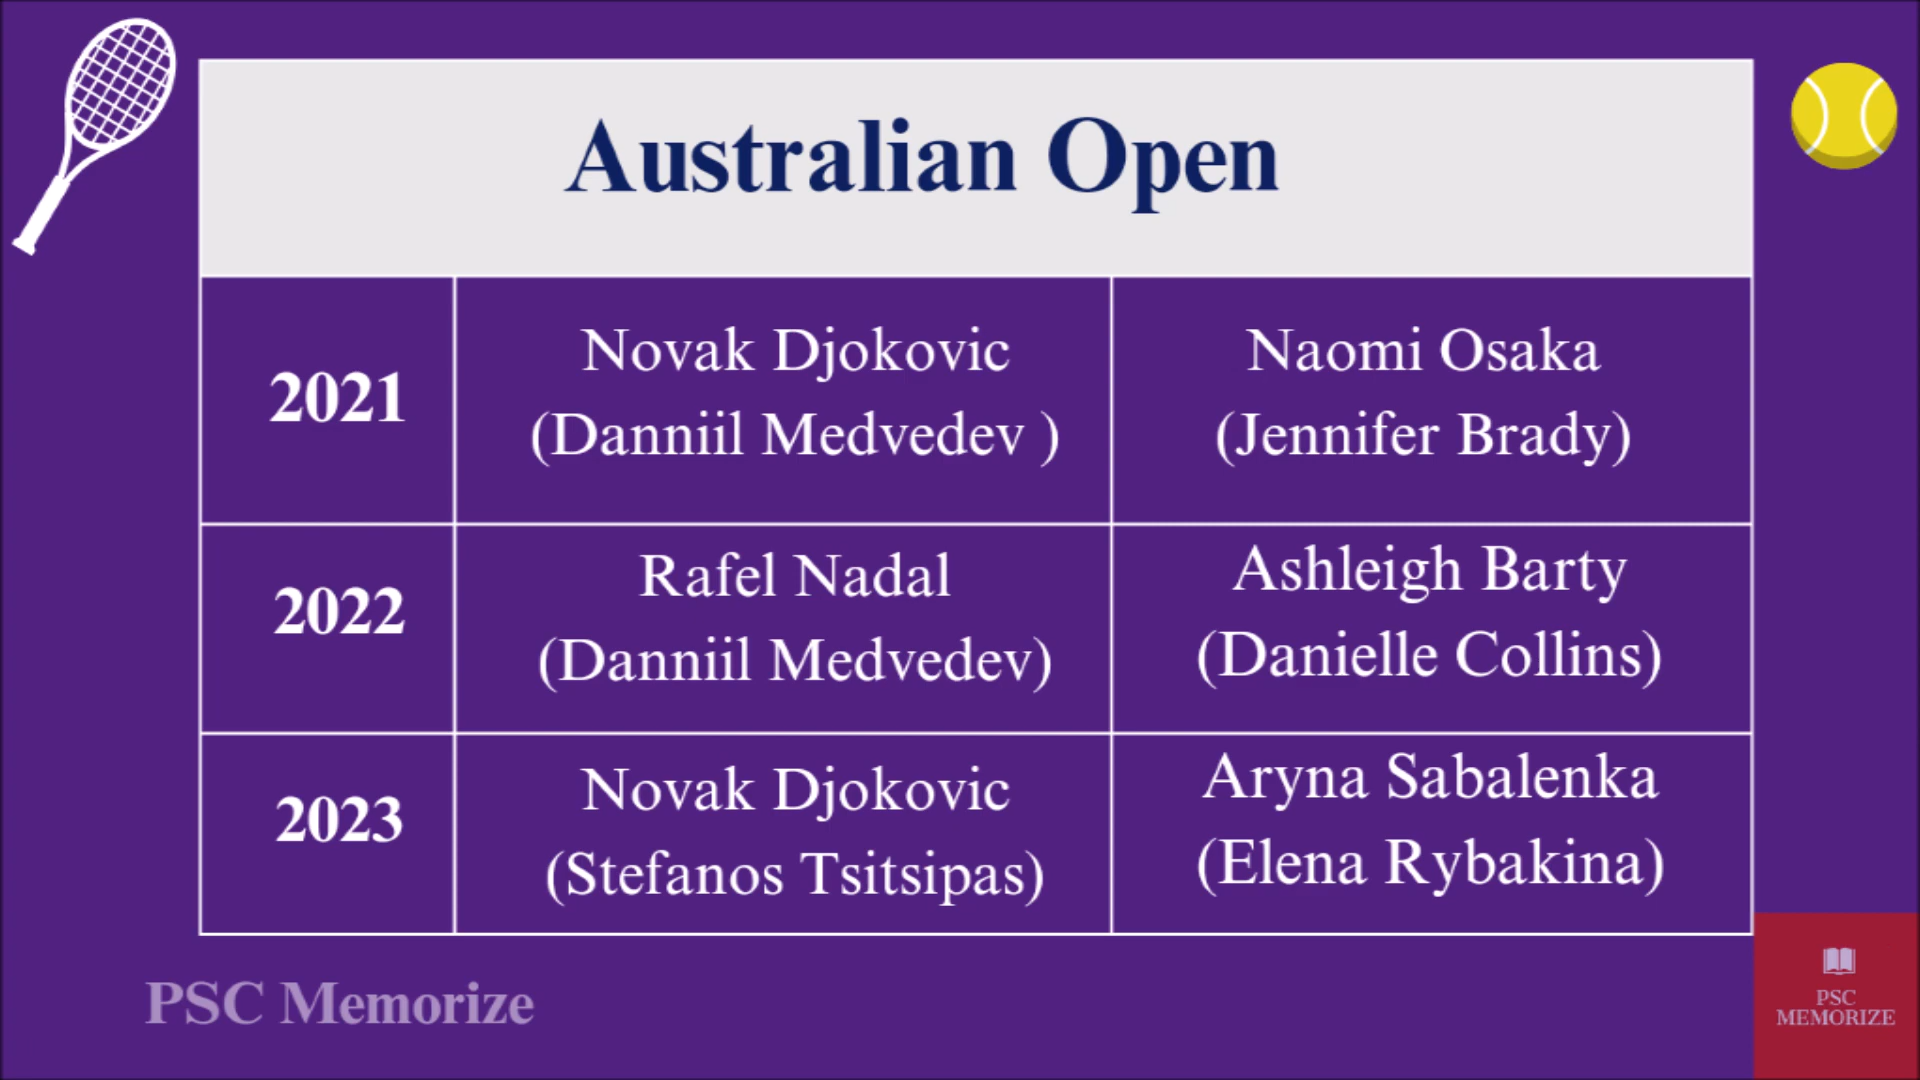 Australian Open
2021
Novak Djokovic
(Danniil Medvedev )
Naomi Osaka
(Jennifer Brady)
2022
Rafel Nadal
(Danniil Medvedev)
Ashleigh Barty
(Danielle Collins)
2023
Novak Djokovic
(Stefanos Tsitsipas)
Aryna Sabalenka
(Elena Rybakina)
PSC Memorize
PSC
MEMORIZE